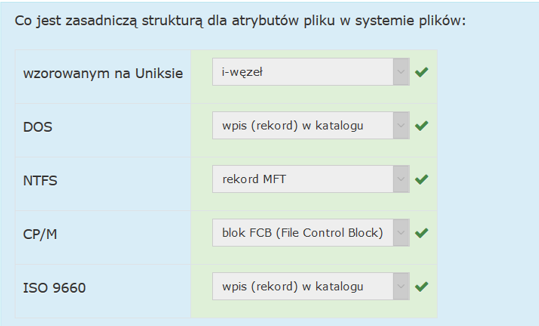 Co jest zasadniczą strukturą dla atrybutów pliku w systemie plików:
wzorowanym na Uniksie i-węzeł
DOS wpis (rekord) w katalogu
NTFS rekord MFT
CP/M blok FCB (File Control Block)
ISO 9660 wpis (rekord) w katalogu